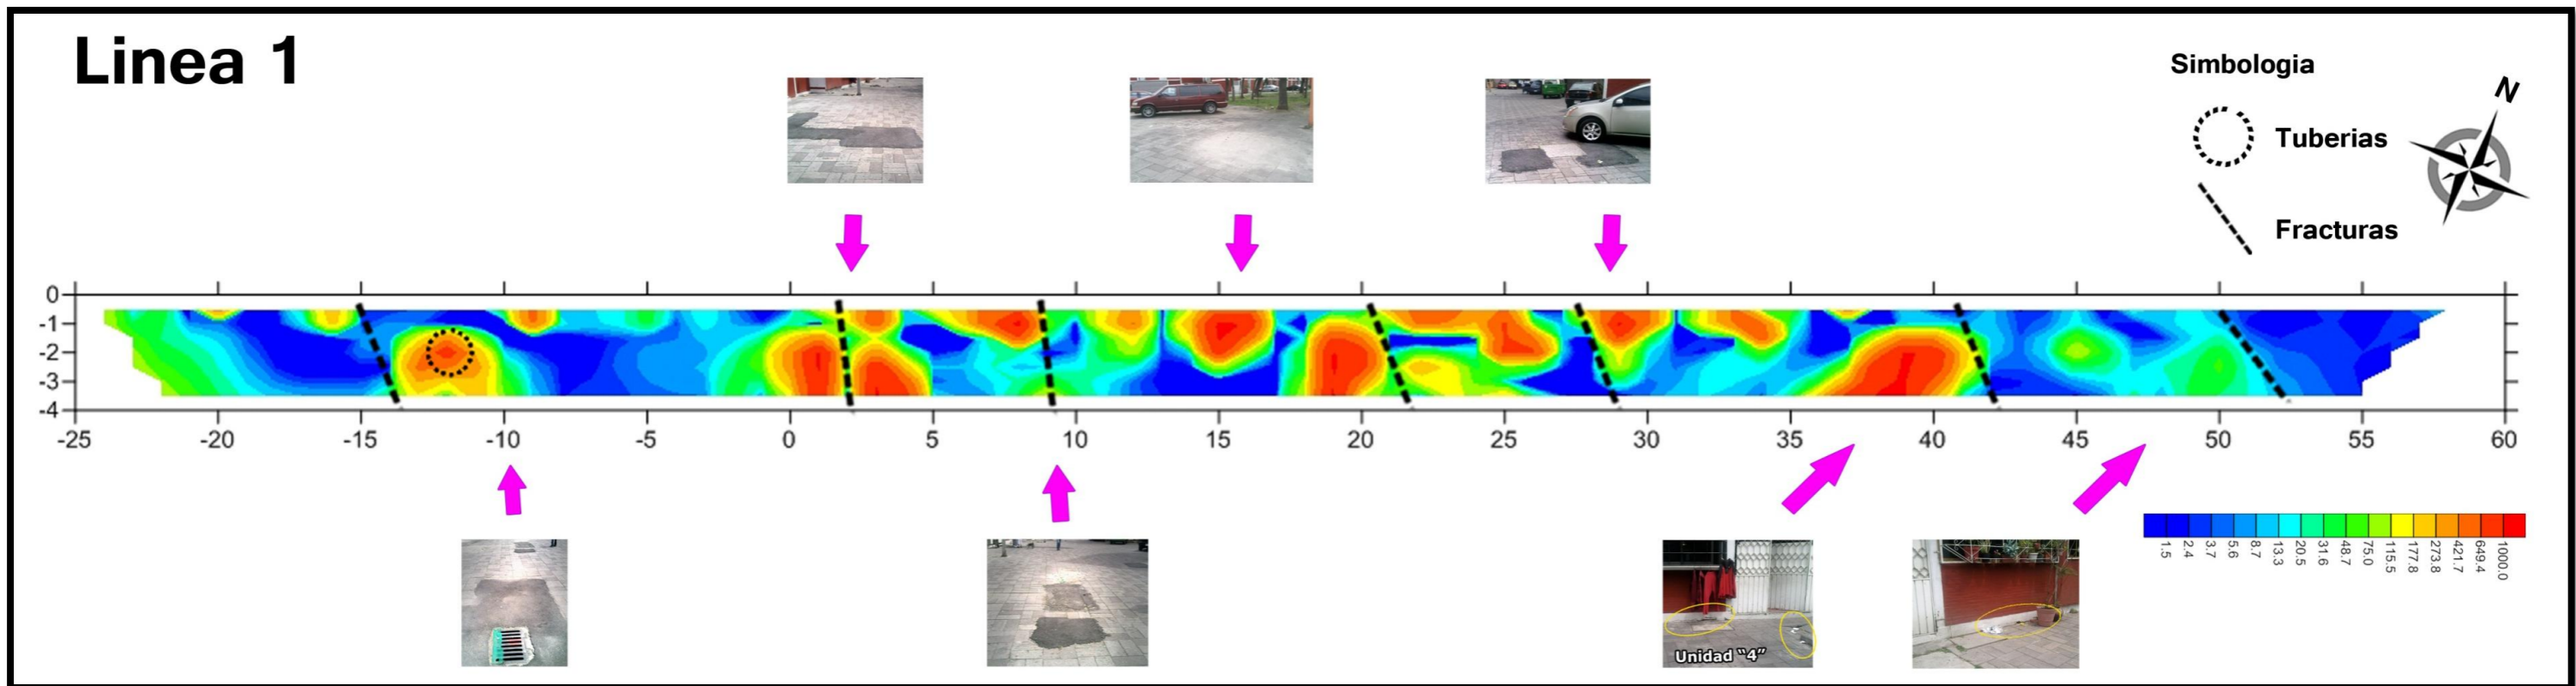 Linea 1
Simbologia
N
Tuberias
Fracturas
0
-1
-2
-3
-4
-25 -20 -15 -10 -5 0 5 10 15 20 25 30 35 40 45 50 55 60
1.5 2.4 3.7 5.6 8.7 13.3 20.5 31.6 48.7 75.0 115.5 177.8 273.8 421.7 649.4 1000.0
Unidad "4"